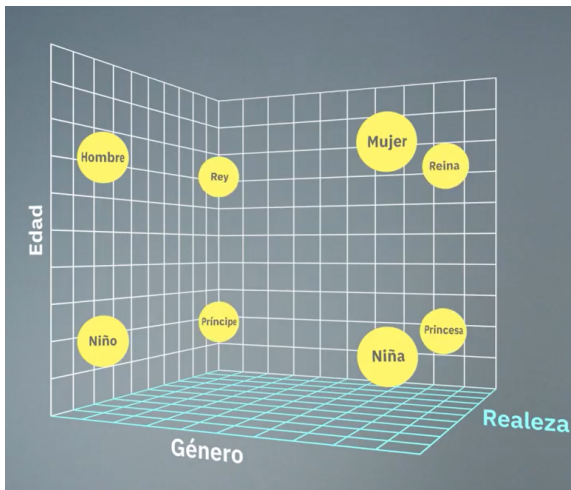 Mujer
Hombre
Reina
Rey
Edad
Príncipe
Princesa
Niño
Niña
Realeza
Género